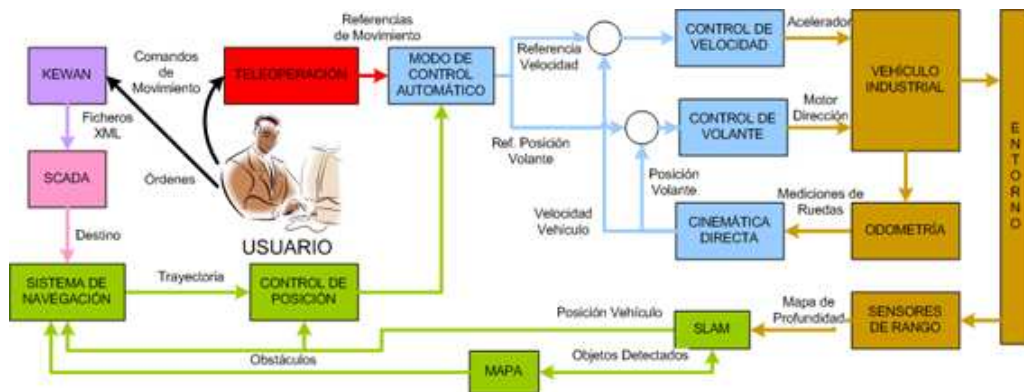 Referencias
de Movimiento
Comandos
de
Movimiento
KEWAN
TELEOPERACIÓN
MODO DE
CONTROL
AUTOMÁTICO
Referencia
Velocidad
CONTROL DE
VELOCIDAD
Acelerador
VEHÍCULO
INDUSTRIAL
ENTORNO
Ficheros
XML
SCADA
Órdenes
Ref. Posición
Volante
CONTROL DE
VOLANTE
Motor
Dirección
Posición
Volante
Mediciones de
Ruedas
Velocidad
Vehículo
CINEMÁTICA
DIRECTA
ODOMETRÍA
Destino
USUARIO
SISTEMA DE
NAVEGACIÓN
Trayectoria
CONTROL DE
POSICIÓN
Posición Vehículo
SLAM
Mapa de
Profundidad
SENSORES
DE RANGO
Obstáculos
MAPA
Objetos Detectados